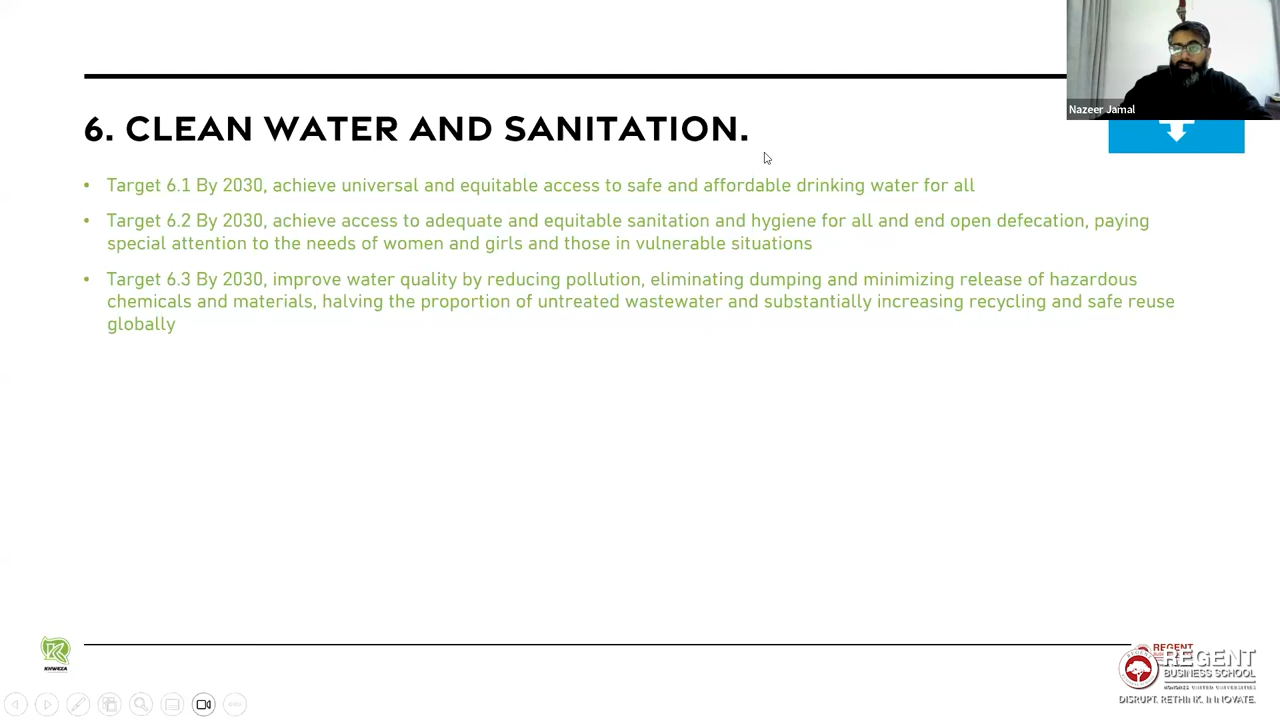 Nazeer Jamal
6. CLEAN WATER AND SANITATION.
• Target 6.1 By 2030, achieve universal and equitable access to safe and affordable drinking water for all
• Target 6.2 By 2030, achieve access to adequate and equitable sanitation and hygiene for all and end open defecation, paying
special attention to the needs of women and girls and those in vulnerable situations
• Target 6.3 By 2030, improve water quality by reducing pollution, eliminating dumping and minimizing release of hazardous
chemicals and materials, halving the proportion of untreated wastewater and substantially increasing recycling and safe reuse
globally
KHWEZA
REGENT
REGENT
BUSINESS SCHOOL
HONORIS UNITED UNIVERSITIES
DISRUPT. RETHINK. INNOVATE.